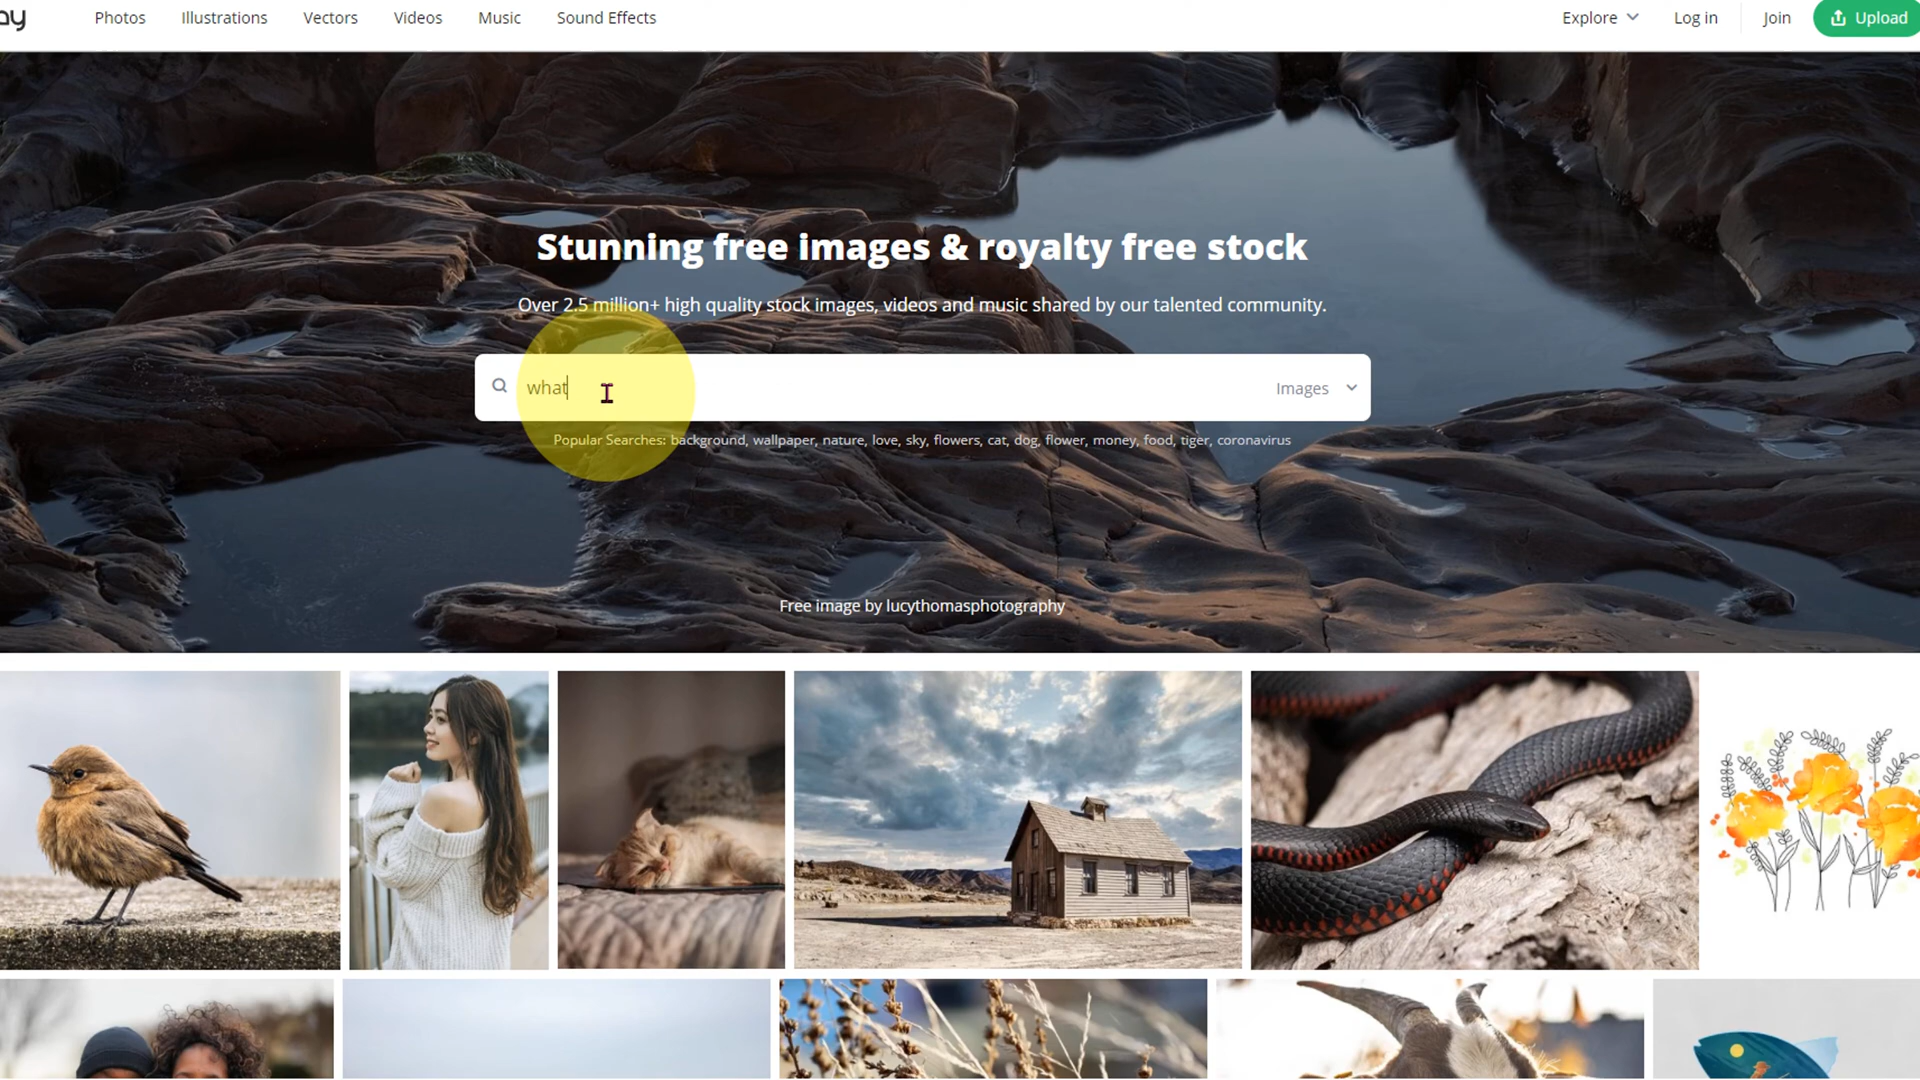 ay
Photos Illustrations Vectors Videos Music Sound Effects Explore Log in Join Upload
Stunning free images & royalty free stock
Over 2.5 million+ high quality stock images, videos and music shared by our talented community.
what Images
Popular Searches: background, wallpaper, nature, love, sky, flowers, cat, dog, flower, money, food, tiger, coronavirus
Free image by lucythomasphotography